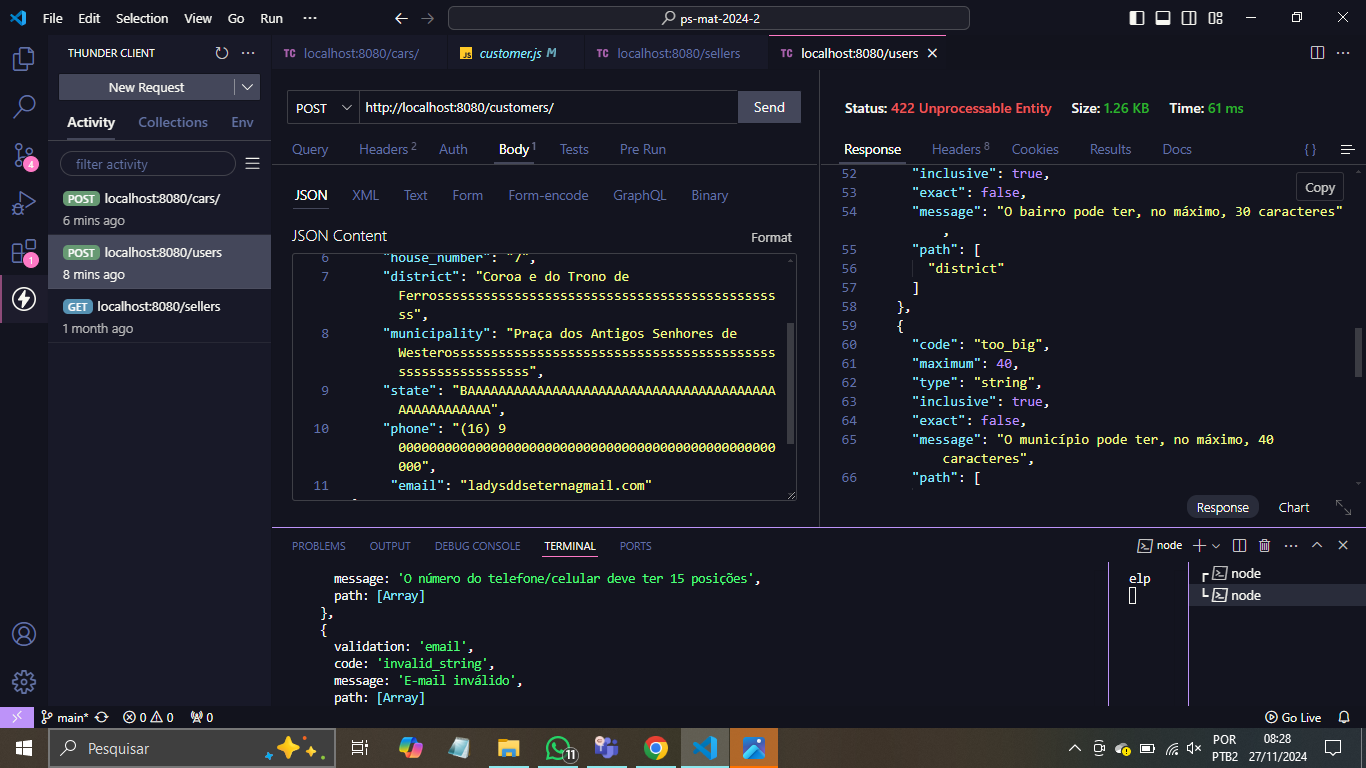 File Edit Selection View Go Run ··· ps-mat-2024-2
THUNDER CLIENT ···
New Request
Activity Collections Env
filter activity
POST localhost:8080/cars/
6 mins ago
POST localhost:8080/users
8 mins ago
GET localhost:8080/sellers
1 month ago
TC localhost:8080/cars/ JS customer.js M TC localhost:8080/sellers TC localhost:8080/users
POST http://localhost:8080/customers/ Send
Query Headers 2 Auth Body 1 Tests Pre Run
JSON XML Text Form Form-encode GraphQL Binary
JSON Content Format
6 "house_number": "7",
7 "district": "Coroa e do Trono de
8 "municipality": "Praça dos Antigos Senhores de
9 "state":
10 "phone": "(16) 9
11 "email": "ladysddseternagmail.com"
Status: 422 Unprocessable Entity Size: 1.26 KB Time: 61 ms
Response Headers 8 Cookies Results Docs {}
Copy
52 "inclusive": true,
53 "exact": false,
54 "message": "O bairro pode ter, no máximo, 30 caracteres"
,
55 "path": [
56 "district"
57 ]
58 },
59 {
60 "code": "too_big",
61 "maximum": 40,
62 "type": "string",
63 "inclusive": true,
64 "exact": false,
65 "message": "O município pode ter, no máximo, 40
caracteres",
66 "path": [
Response Chart
PROBLEMS OUTPUT DEBUG CONSOLE TERMINAL PORTS
node
message: 'O número do telefone/celular deve ter 15 posições',
path: [Array]
},
{
validation: 'email',
code: 'invalid_string',
message: 'E-mail inválido',
path: [Array]
elp
node
node
4
1
main* 0 0 0 Go Live
Pesquisar
11
POR
PTB2
08:28
27/11/2024